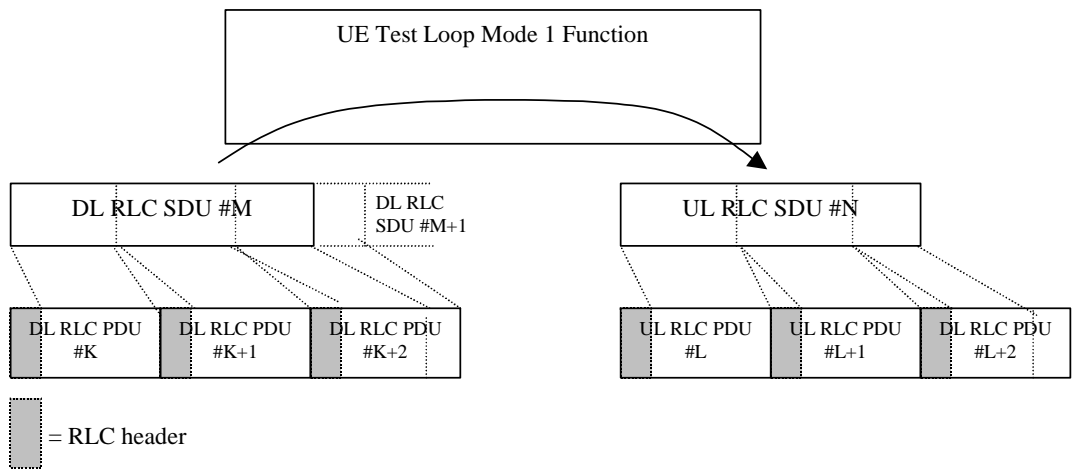 UE Test Loop Mode 1 Function
DL RLC SDU #M
DL RLC
SDU #M+1
UL RLC SDU #N
DL RLC PDU
#K
DL RLC PDU
#K+1
DL RLC PDU
#K+2
UL RLC PDU
#L
UL RLC PDU
#L+1
DL RLC PDU
#L+2
= RLC header